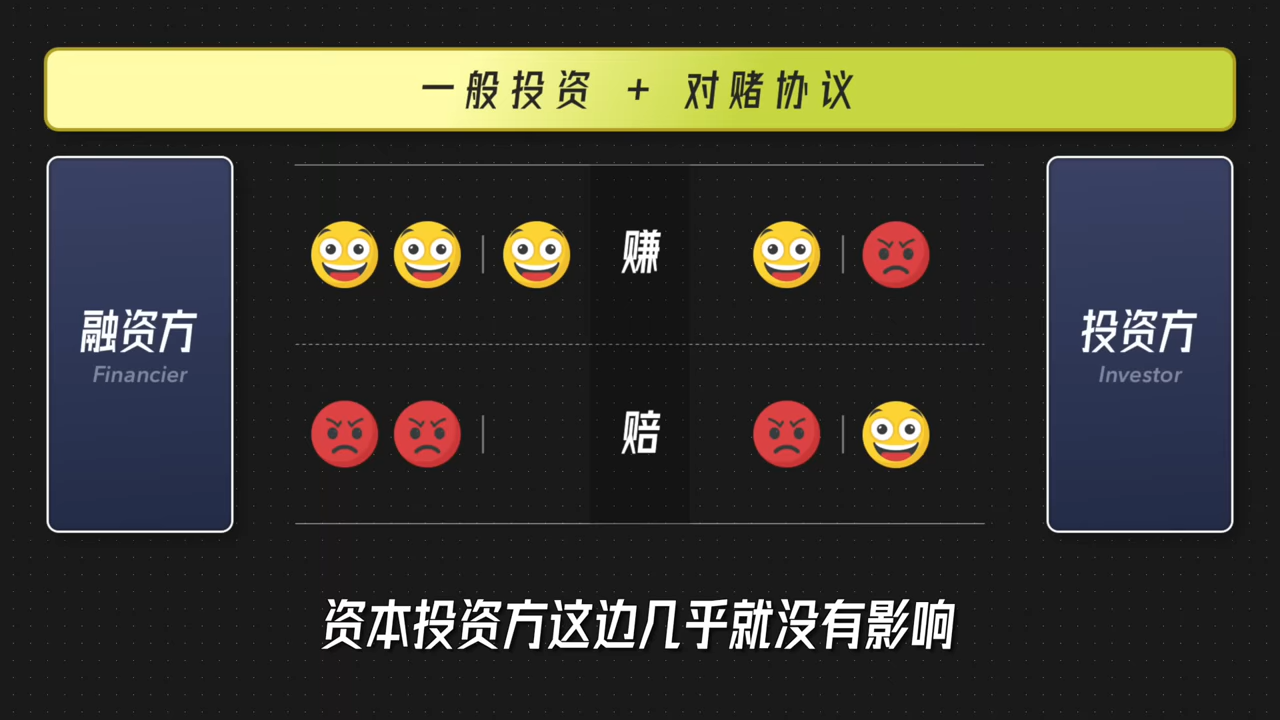 一般投资 + 对赌协议
融资方
Financier
赚
赔
投资方
Investor
资本投资方这边几乎就没有影响